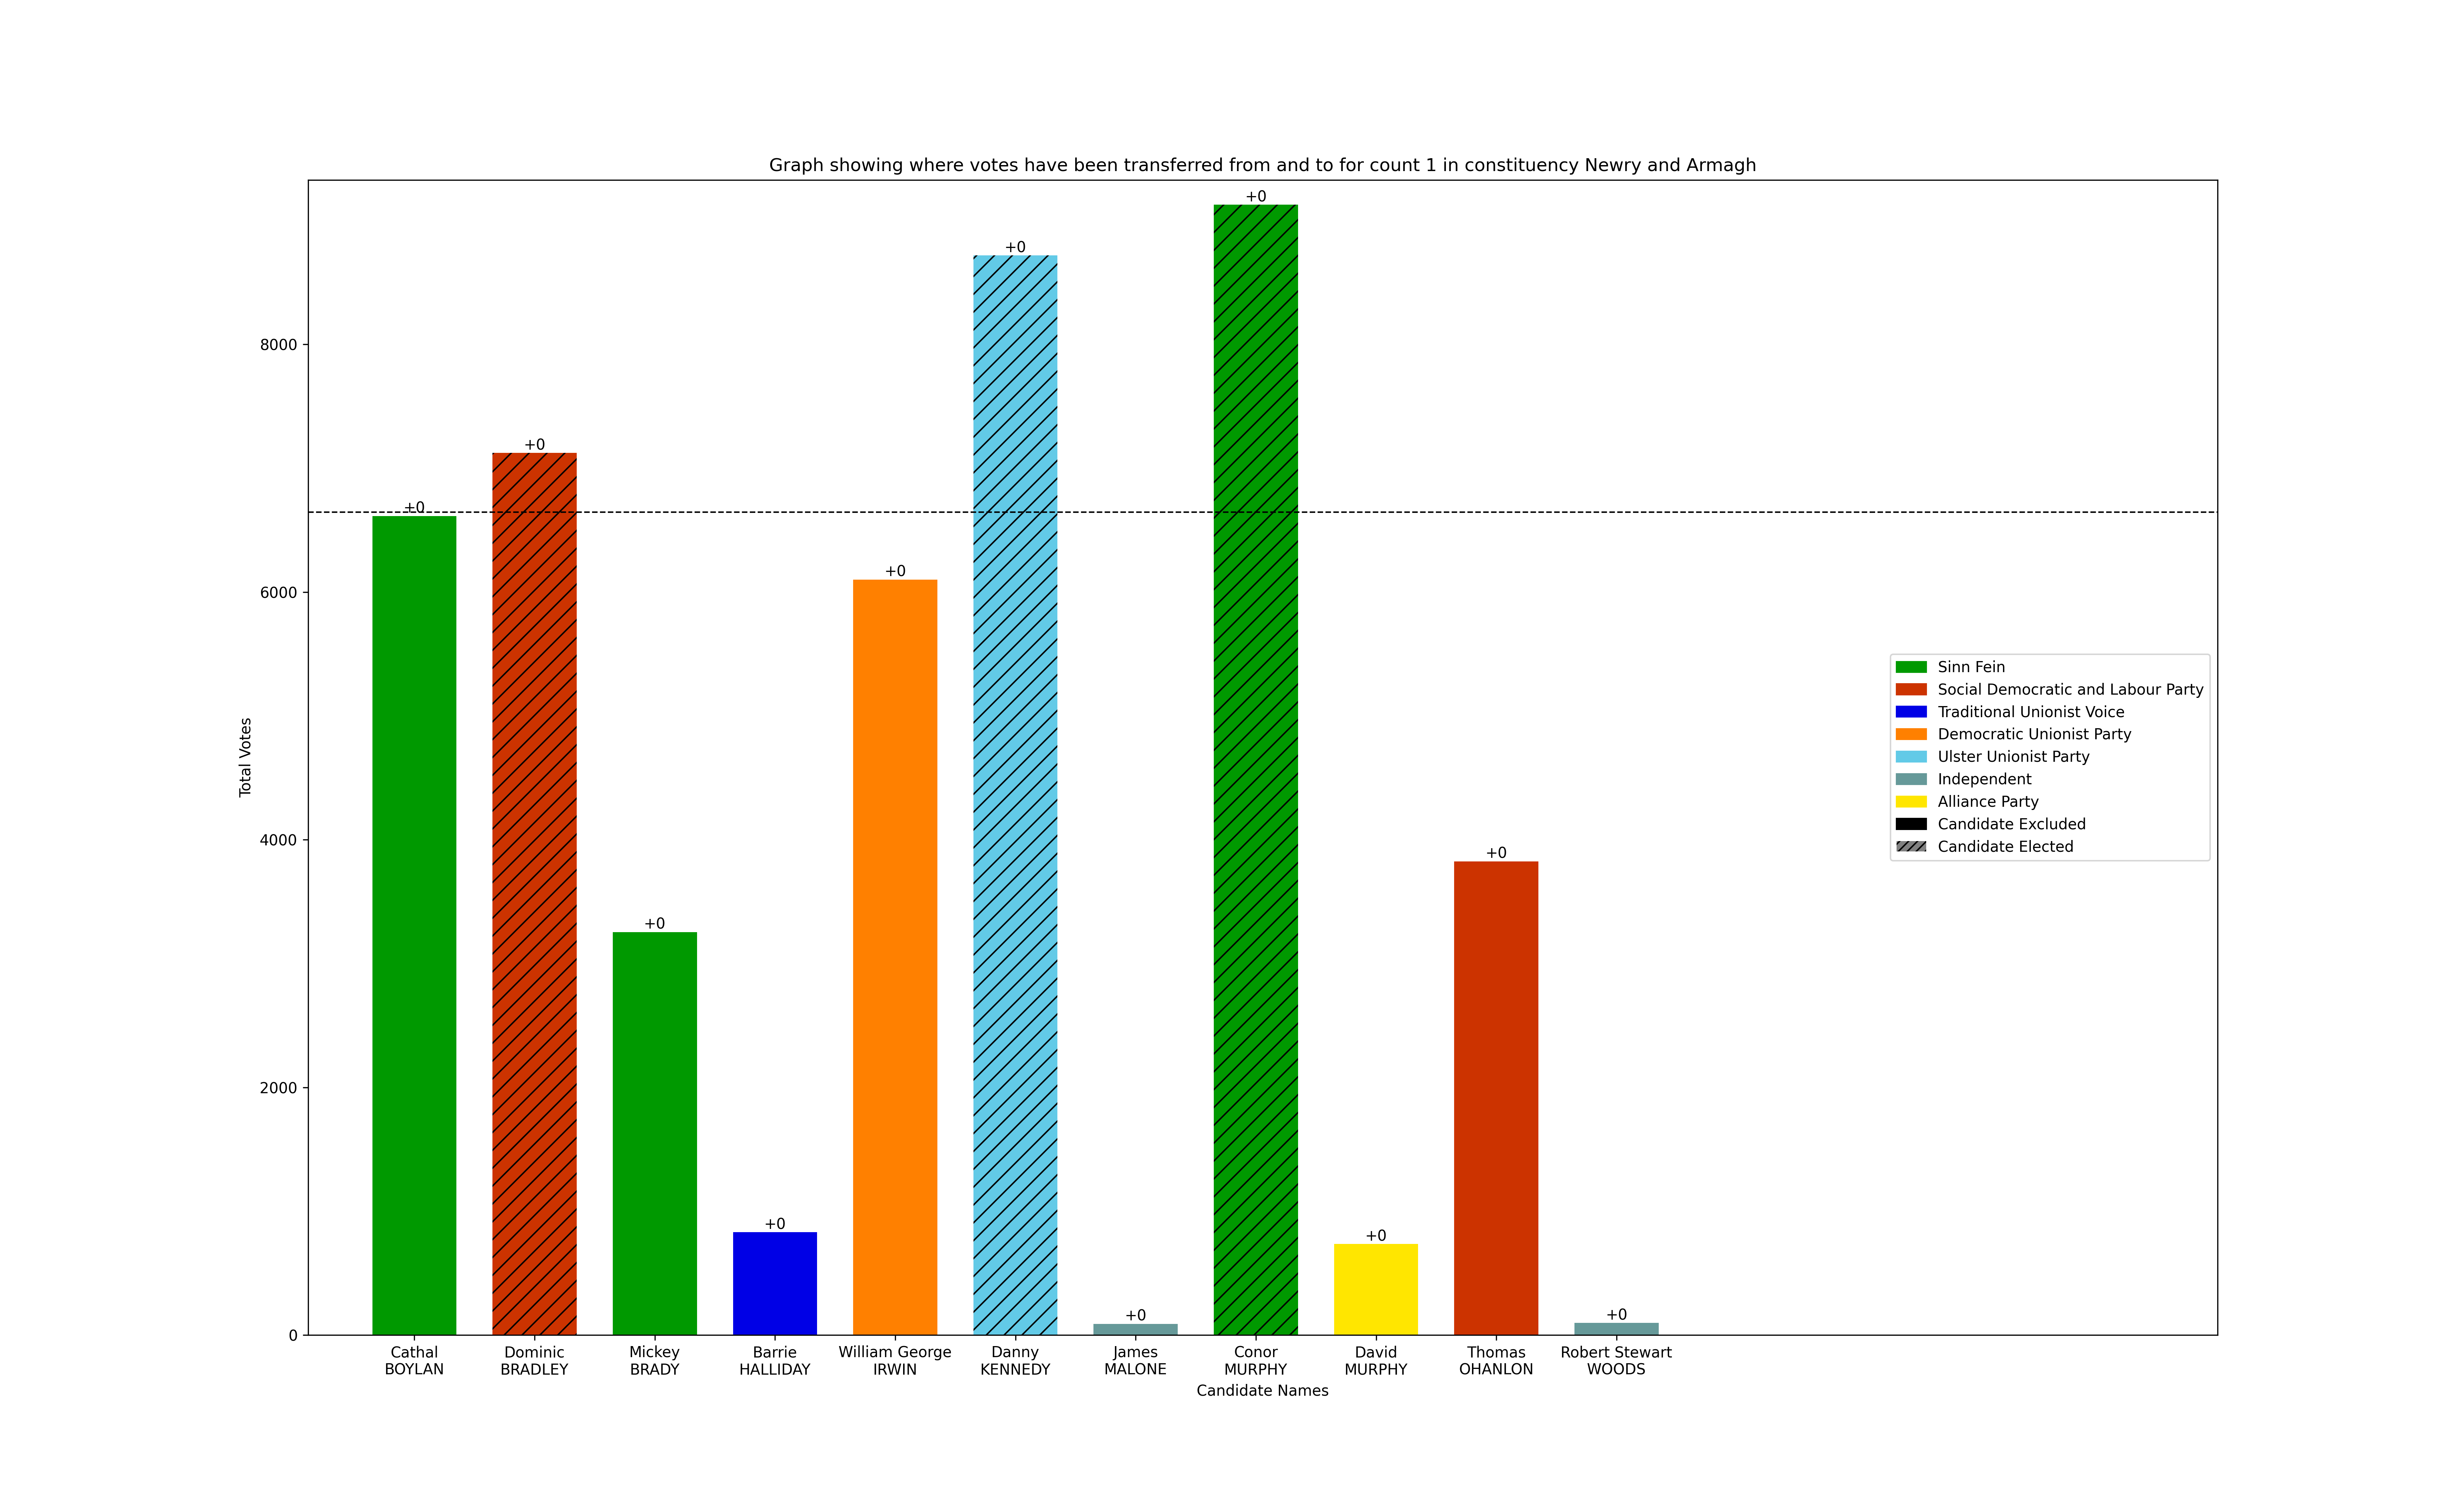 Graph showing where votes have been transferred from and to for count 1 in constituency Newry and Armagh
Total Votes
8000
6000
4000
2000
0
+0
+0
+0
+0
+0
+0
+0
+0
+0
+0
+0
Sinn Fein
Social Democratic and Labour Party
Traditional Unionist Voice
Democratic Unionist Party
Ulster Unionist Party
Independent
Alliance Party
Candidate Excluded
Candidate Elected
Cathal
BOYLAN
Dominic
BRADLEY
Mickey
BRADY
Barrie
HALLIDAY
William George
IRWIN
Danny
KENNEDY
James
MALONE
Conor
MURPHY
David
MURPHY
Thomas
OHANLON
Robert Stewart
WOODS
Candidate Names